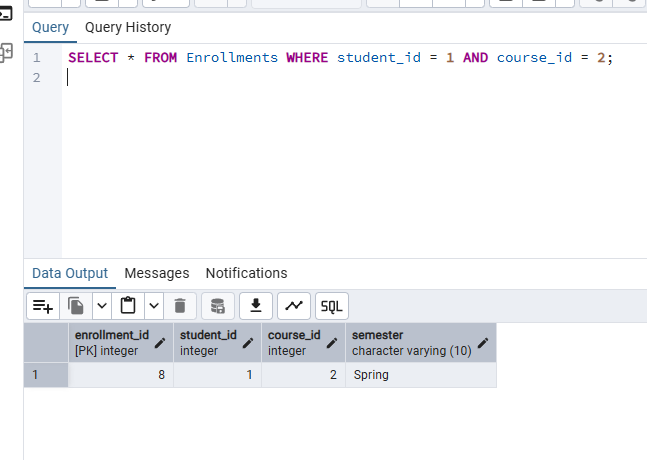 Query Query History
1 SELECT * FROM Enrollments WHERE student_id = 1 AND course_id = 2;
2
Data Output Messages Notifications
SQL
enrollment_id student_id course_id semester
[PK] integer integer integer character varying (10)
1 8 1 2 Spring